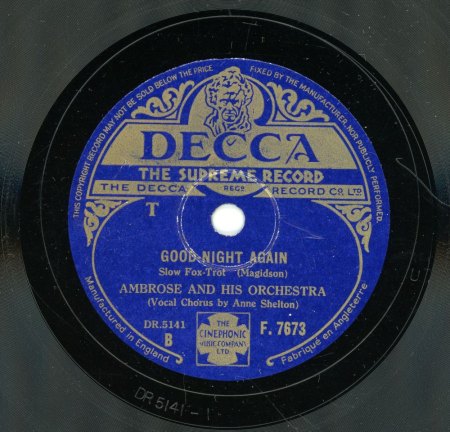 THIS COPYRIGHT RECORD MAY NOT BE SOLD BELOW THE PRICE
FIXED BY THE MANUFACTURER, NOR PUBLICLY PERFORMED.
DECCA
THE SUPREME RECORD
THE DECCA REGD RECORD CO. LTD.
T
GOOD-NIGHT AGAIN
Slow Fox-Trot (Magidson)
AMBROSE AND HIS ORCHESTRA
(Vocal Chorus by Anne Shelton)
DR.5141
B
THE
CINEPHONIC
MUSIC COMPANY
LTD.
F. 7673
Manufactured in England
Fabriqué en Angleterre
DR.5141-1